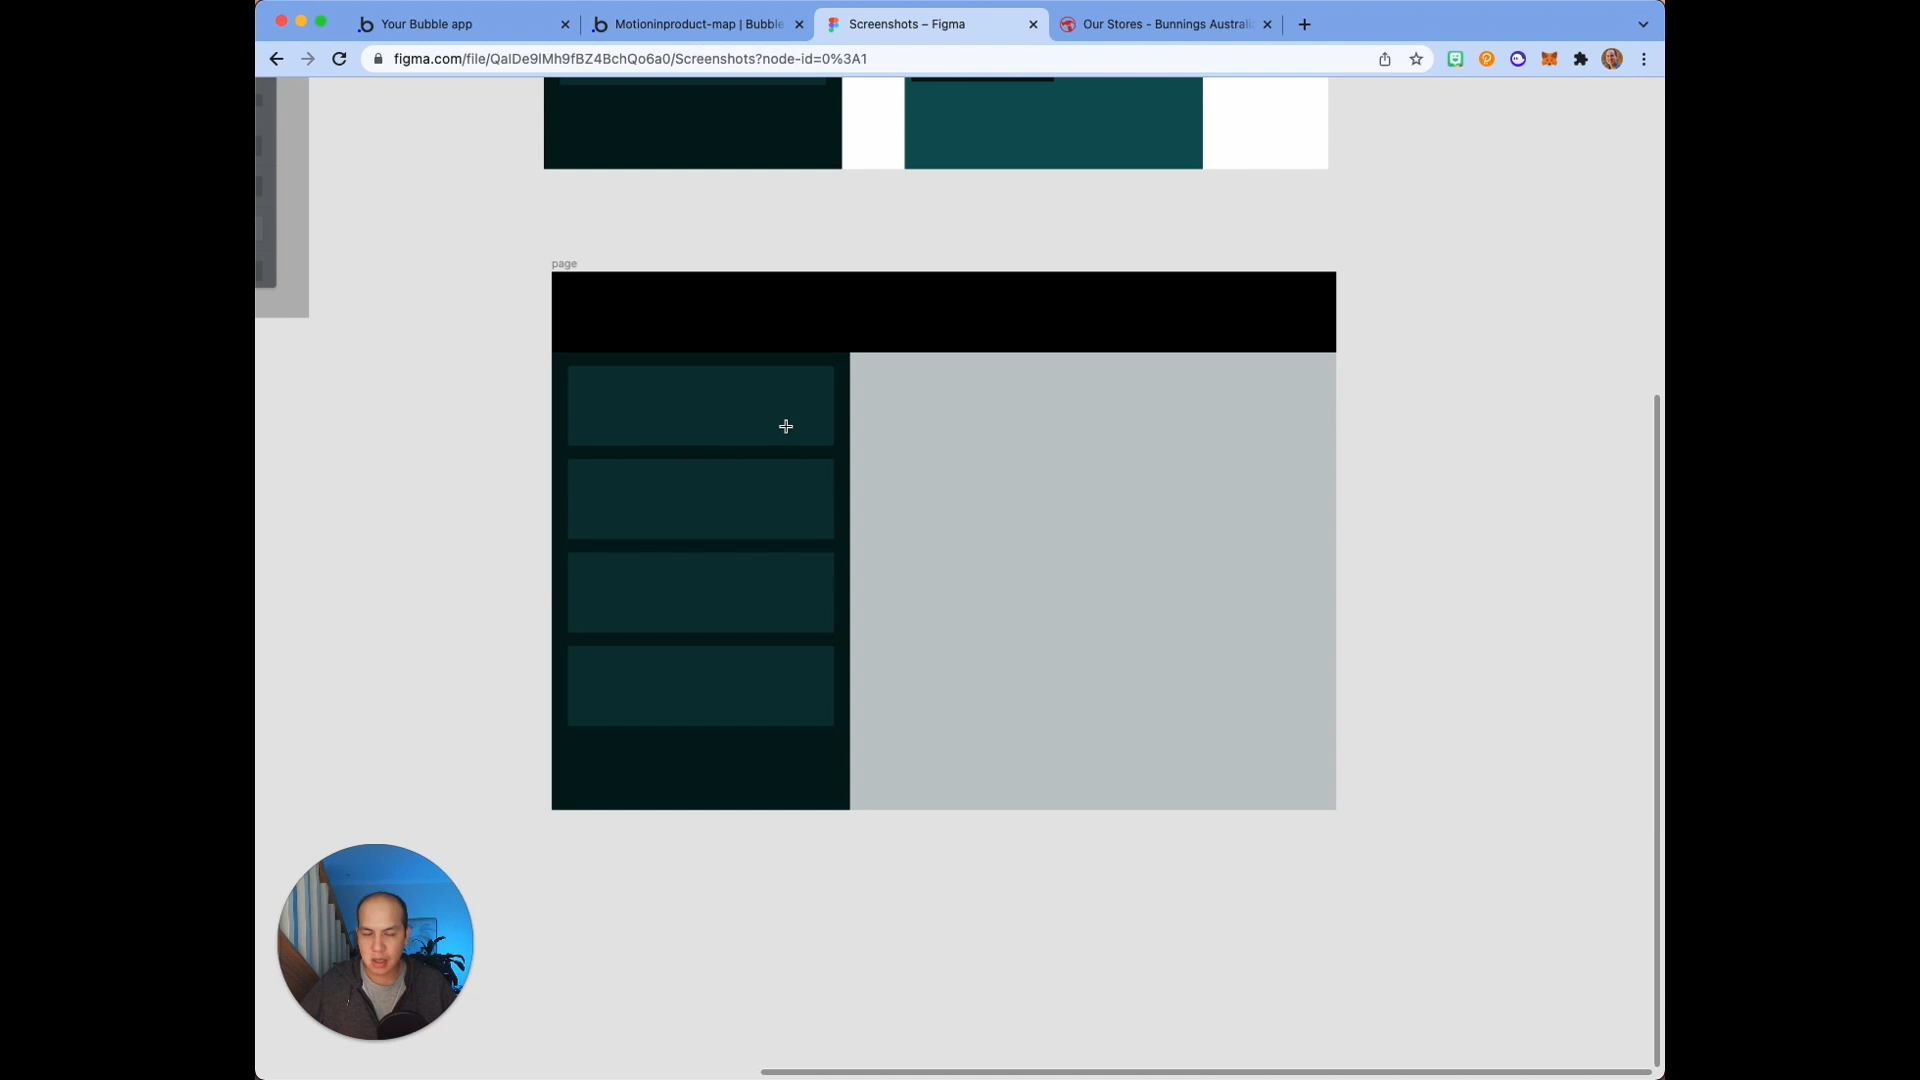 Your Bubble app
Motioninproduct-map | Bubble
Screenshots – Figma
Our Stores - Bunnings Australi
figma.com/file/QalDe9lMh9fBZ4BchQo6a0/Screenshots?node-id=0%3A1
page